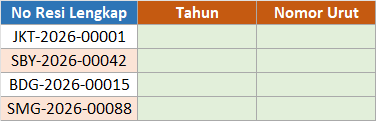 No Resi Lengkap Tahun Nomor Urut
JKT-2026-00001
SBY-2026-00042
BDG-2026-00015
SMG-2026-00088